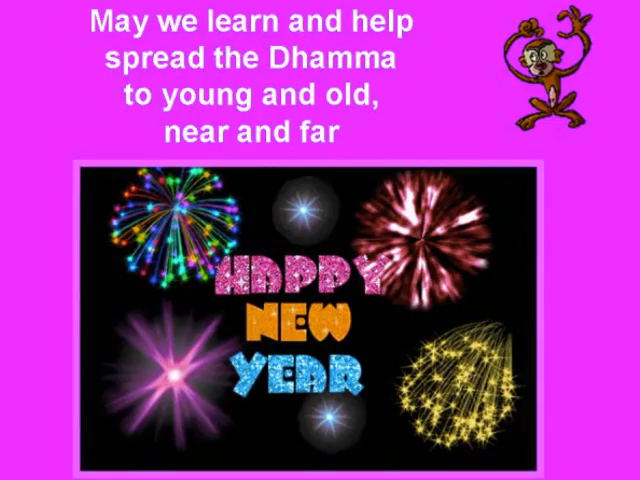 May we learn and help
spread the Dhamma
to young and old,
near and far
HAPPY
NEW
YEAR